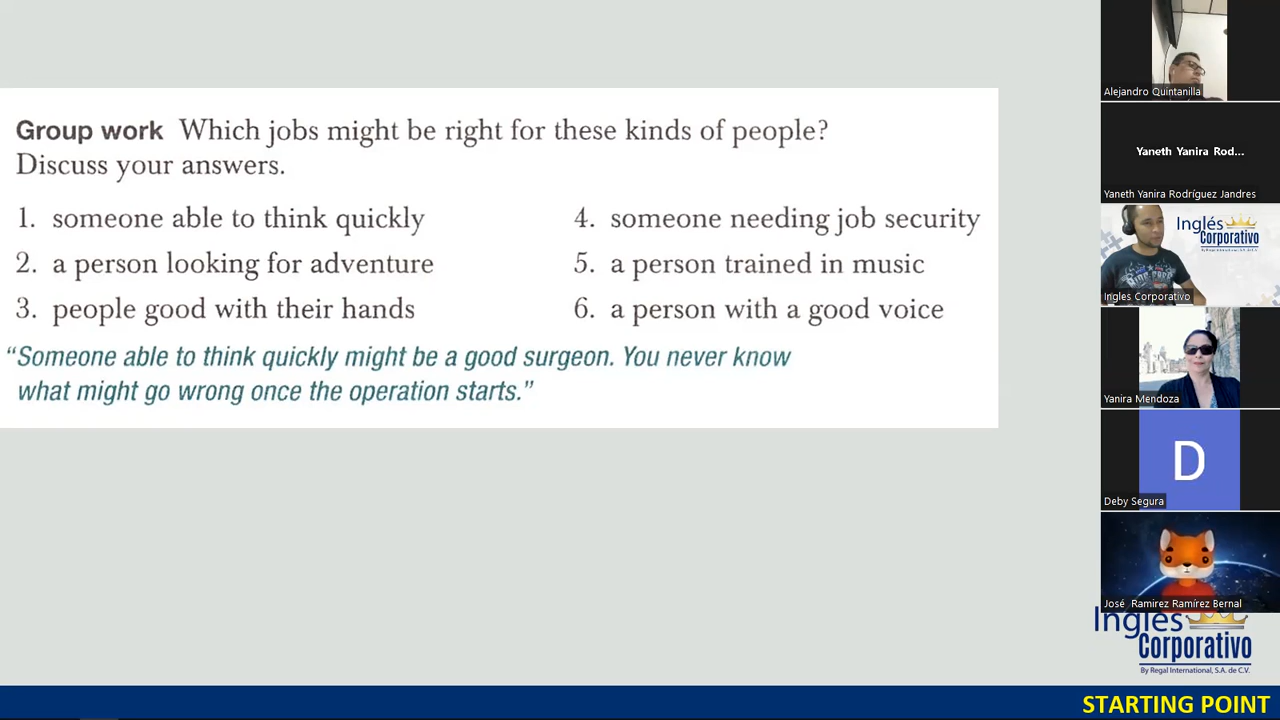 Group work Which jobs might be right for these kinds of people?
Discuss your answers.
1. someone able to think quickly
2. a person looking for adventure
3. people good with their hands
4. someone needing job security
5. a person trained in music
6. a person with a good voice
"Someone able to think quickly might be a good surgeon. You never know
what might go wrong once the operation starts."
Alejandro Quintanilla
Yaneth Yanira Rod...
Yaneth Yanira Rodríguez Jandres
Inglés
Corporativo
By Regal International, S.A. de C.V.
Ingles Corporativo
Yanira Mendoza
D
Deby Segura
José Ramirez Ramírez Bernal
Inglés
Corporativo
By Regal International, S.A. de C.V.
STARTING POINT